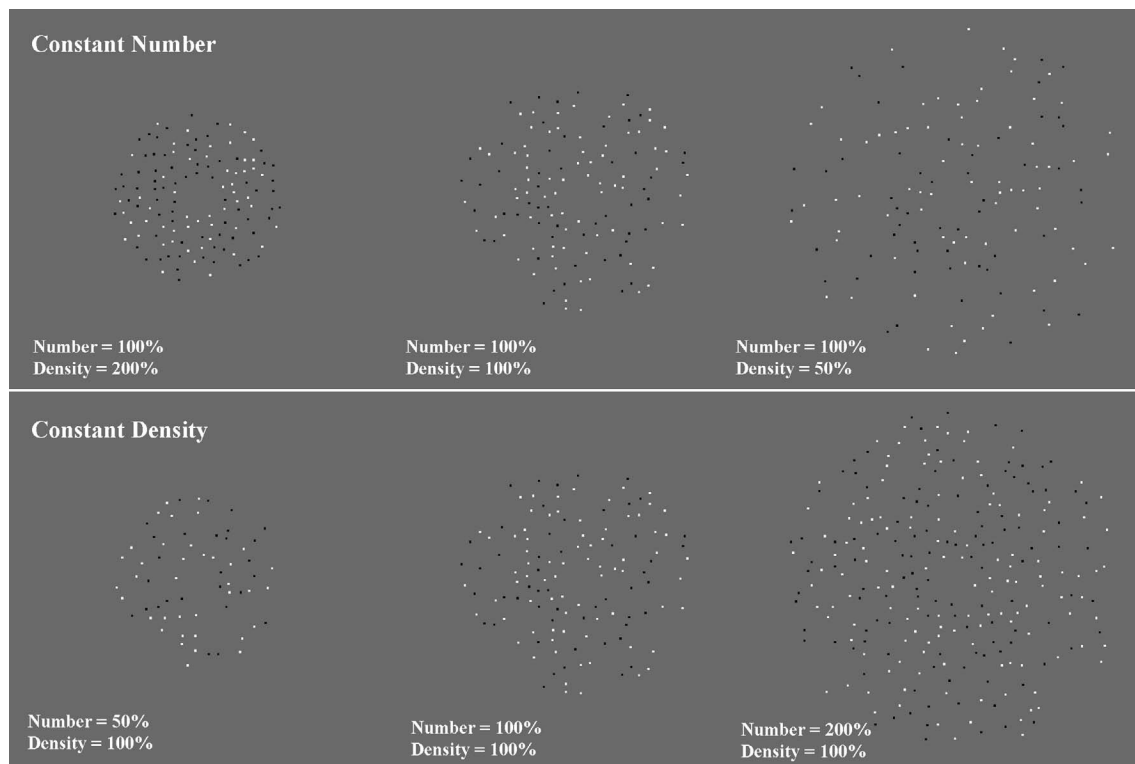 Constant Number
Number = 100%
Density = 200%
Number = 100%
Density = 100%
Number = 100%
Density = 50%
Constant Density
Number = 50%
Density = 100%
Number = 100%
Density = 100%
Number = 200%
Density = 100%